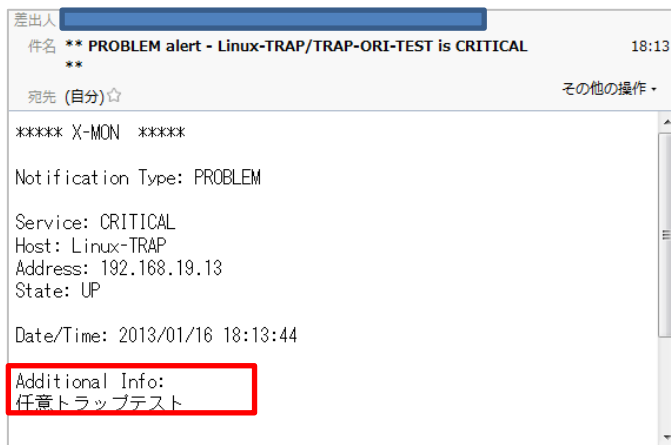 差出人
件名 ** PROBLEM alert - Linux-TRAP/TRAP-ORI-TEST is CRITICAL 18:13
**
宛先 (自分)☆ その他の操作・
***** X-MON *****
Notification Type: PROBLEM
Service: CRITICAL
Host: Linux-TRAP
Address: 192.168.19.13
State: UP
Date/Time: 2013/01/16 18:13:44
Additional Info:
任意トラップテスト